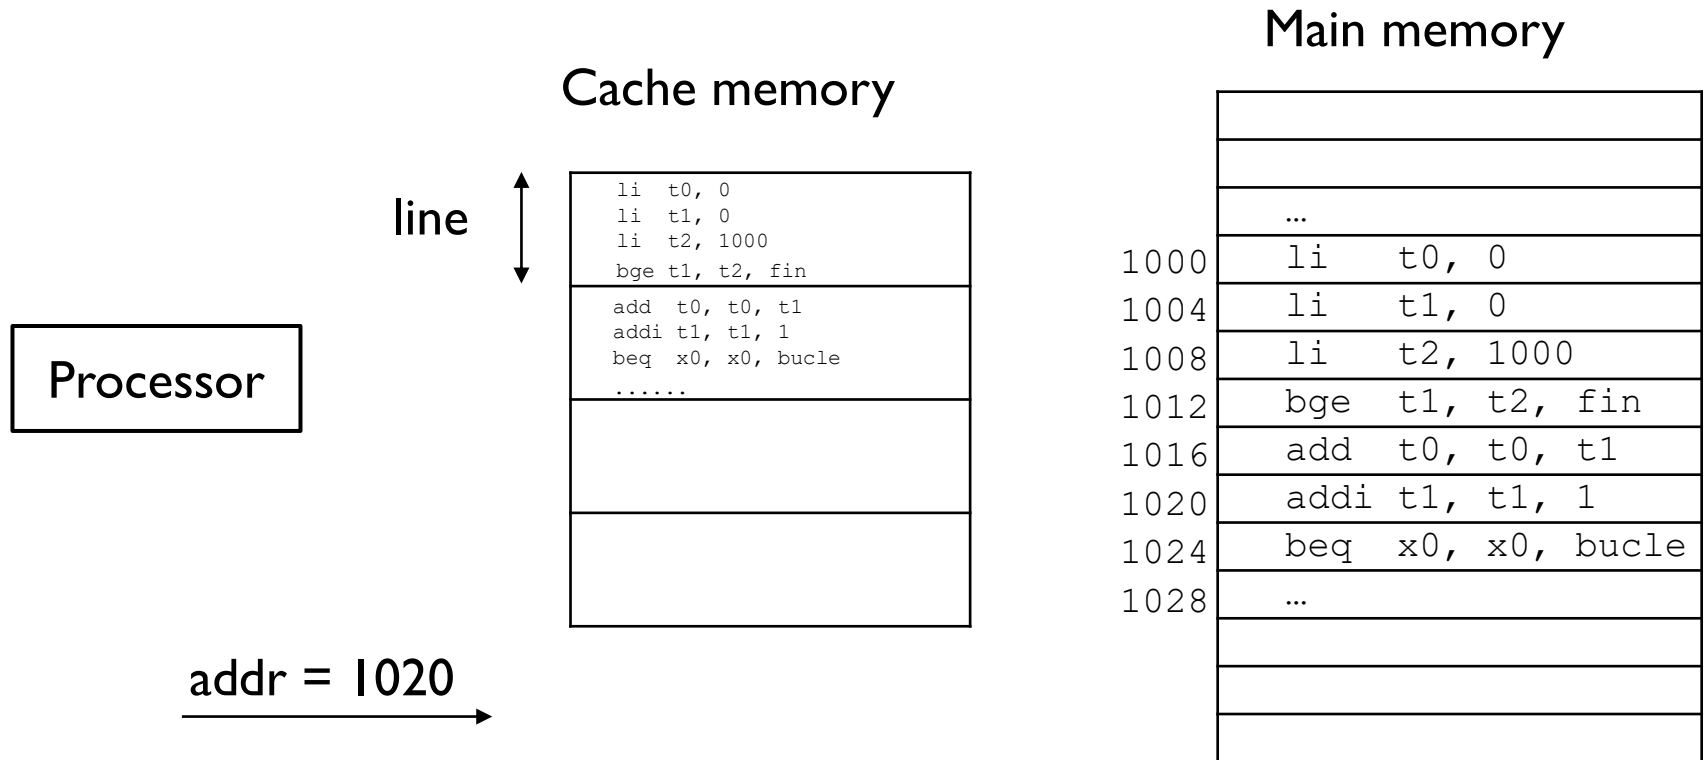 Main memory
Cache memory
line
li t0, 0
li t1, 0
li t2, 1000
bge t1, t2, fin
add t0, t0, t1
addi t1, t1, 1
beq x0, x0, bucle
......
Processor
addr = 1020
…
1000 li t0, 0
1004 li t1, 0
1008 li t2, 1000
1012 bge t1, t2, fin
1016 add t0, t0, t1
1020 addi t1, t1, 1
1024 beq x0, x0, bucle
1028 …